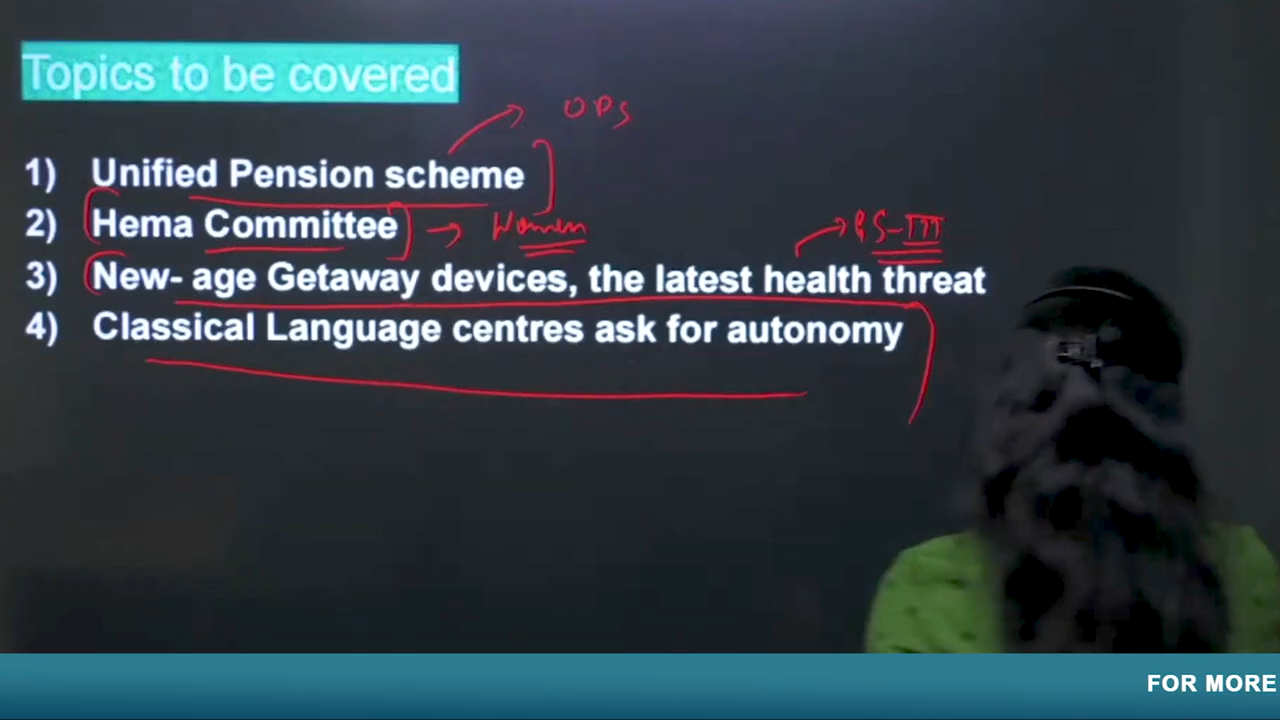 Topics to be covered
OPS
1) Unified Pension scheme
2) Hema Committee → Women
GS-III
3) New- age Getaway devices, the latest health threat
4) Classical Language centres ask for autonomy
FOR MORE